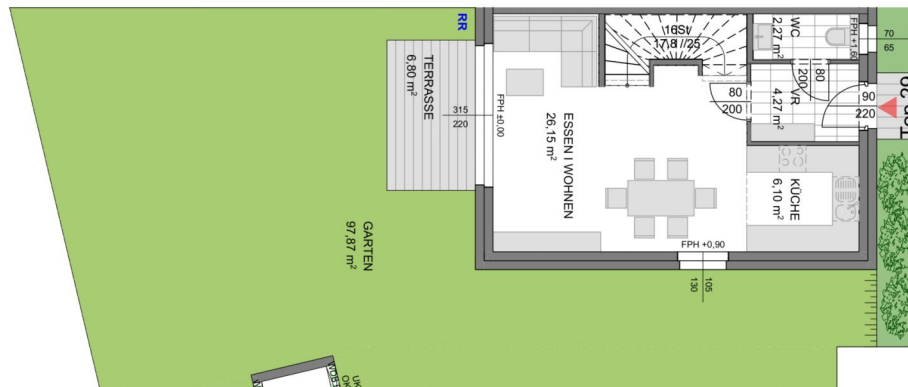 RR
TERRASSE
6,80 m²
315
220
FPH ±0,00
GARTEN
97,87 m²
ESSEN I WOHNEN
26,15 m²
16St
17,8 // 25
WC
2,27 m²
FPH +1,60
70
65
80
200
VR
4,27 m²
80
200
90
220
KÜCHE
6,10 m²
FPH +0,90
105
130
UK
OK